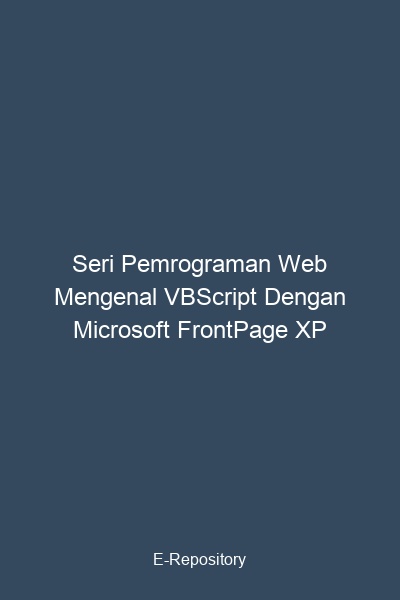 Seri Pemrograman Web
Mengenal VBScript Dengan
Microsoft FrontPage XP
E-Repository